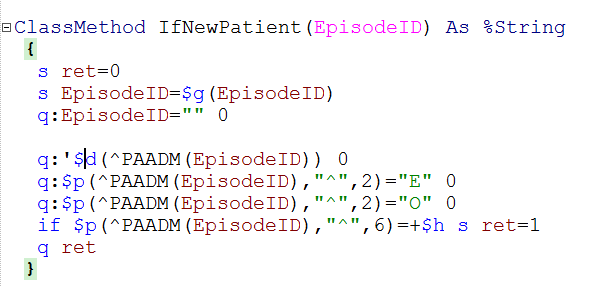 ClassMethod IfNewPatient(EpisodeID) As %String
{
s ret=0
s EpisodeID=$g(EpisodeID)
q:EpisodeID="" 0
q:'$d(^PAADM(EpisodeID)) 0
q:$p(^PAADM(EpisodeID),"^",2)="E" 0
q:$p(^PAADM(EpisodeID),"^",2)="O" 0
if $p(^PAADM(EpisodeID),"^",6)=+$h s ret=1
q ret
}